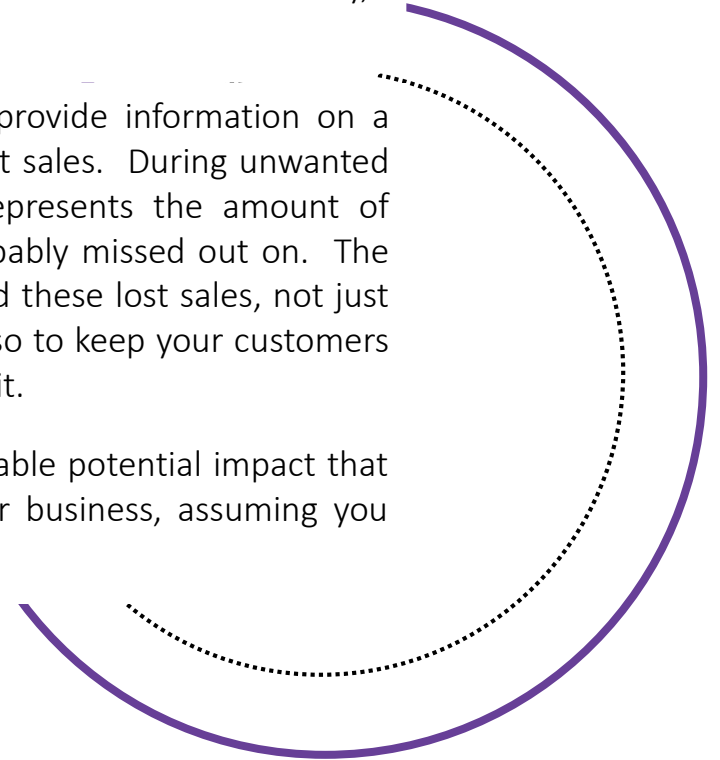 provide information on a
t sales. During unwanted
epresents the amount of
bably missed out on. The
d these lost sales, not just
so to keep your customers
it.
able potential impact that
r business, assuming you